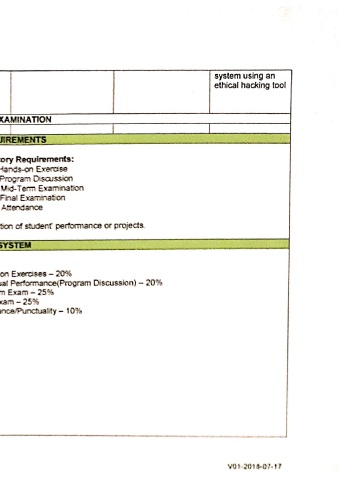 system using an
ethical hacking tool
XAMINATION
UIREMENTS
ory Requirements:
Hands-on Exercise
Program Discussion
Mid-Term Examination
Final Examination
Attendance
tion of student' performance or projects.
SYSTEM
on Exercises – 20%
ual Performance(Program Discussion) – 20%
m Exam – 25%
xam – 25%
nce/Punctuality – 10%
V01-2018-07-17